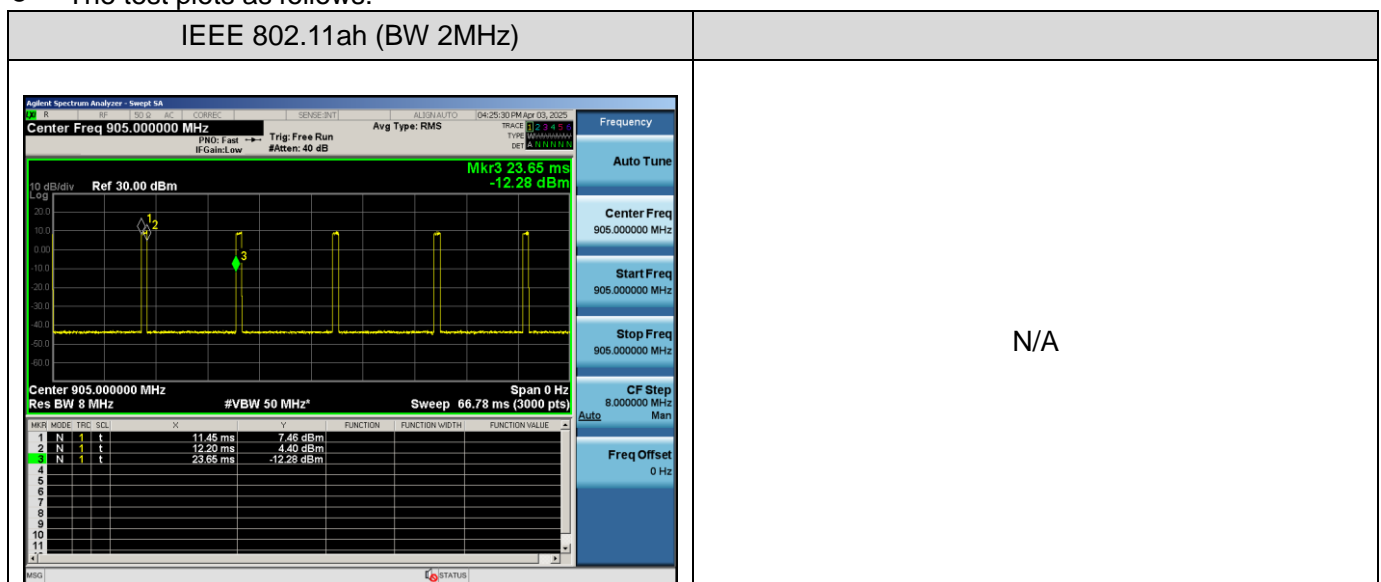 The test plots as follows:
IEEE 802.11ah (BW 2MHz)
Agilent Spectrum Analyzer - Swept SA
R RF 50 Ω AC CORREC SENSE:INT ALIGN AUTO 04:25:30 PM Apr 03, 2025
Center Freq 905.000000 MHz
PNO: Fast
IFGain:Low
Trig: Free Run
#Atten: 40 dB
Avg Type: RMS
TRACE 1 2 3 4 5 6
TYPE
DET A N N N N N
Mkr3 23.65 ms
-12.28 dBm
10 dB/div Ref 30.00 dBm
Log
20.0
10.0
0.00
-10.0
-20.0
-30.0
-40.0
-50.0
-60.0
1
2
3
Center 905.000000 MHz Span 0 Hz
Res BW 8 MHz #VBW 50 MHz* Sweep 66.78 ms (3000 pts)
MKR MODE TRC SCL X Y FUNCTION FUNCTION WIDTH FUNCTION VALUE
1 N 1 t 11.45 ms 7.46 dBm
2 N 1 t 12.20 ms 4.40 dBm
3 N 1 t 23.65 ms -12.28 dBm
4
5
6
7
8
9
10
11
MSG STATUS
Frequency
Auto Tune
Center Freq
905.000000 MHz
Start Freq
905.000000 MHz
Stop Freq
905.000000 MHz
CF Step
8.000000 MHz
Auto Man
Freq Offset
0 Hz
N/A